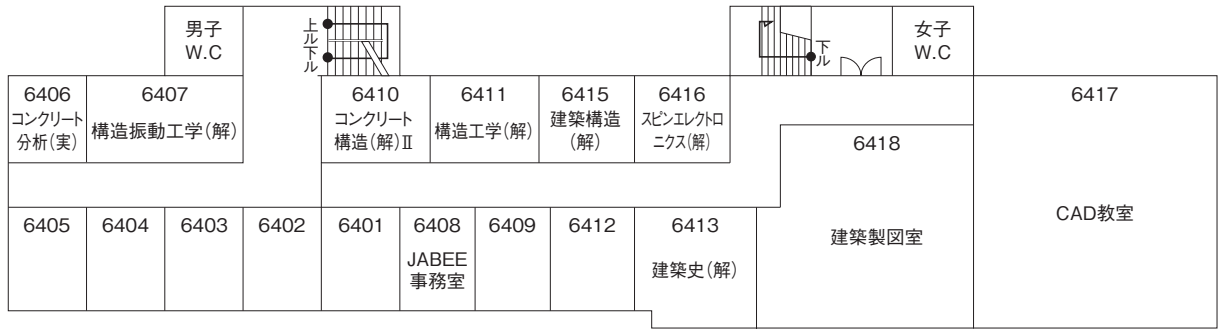 男子
W.C
上ル
下ル
下ル
女子
W.C
6406
コンクリート
分析(実)
6407
構造振動工学(解)
6410
コンクリート
構造(解)Ⅱ
6411
構造工学(解)
6415
建築構造
(解)
6416
スピンエレクトロ
ニクス(解)
6417
CAD教室
6418
建築製図室
6405
6404
6403
6402
6401
6408
JABEE
事務室
6409
6412
6413
建築史(解)